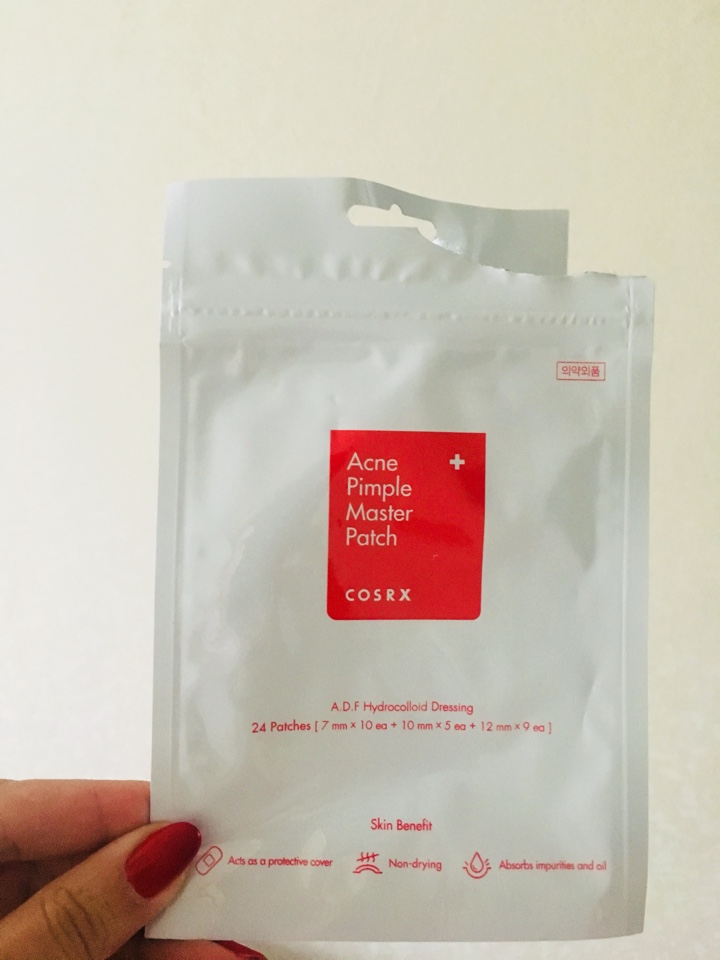 의약외품
Acne
Pimple
Master
Patch
COSRX
A.D.F Hydrocolloid Dressing
24 Patches [ 7 mm × 10 ea + 10 mm × 5 ea + 12 mm × 9 ea ]
Skin Benefit
Acts as a protective cover
Non-drying
Absorbs impurities and oil